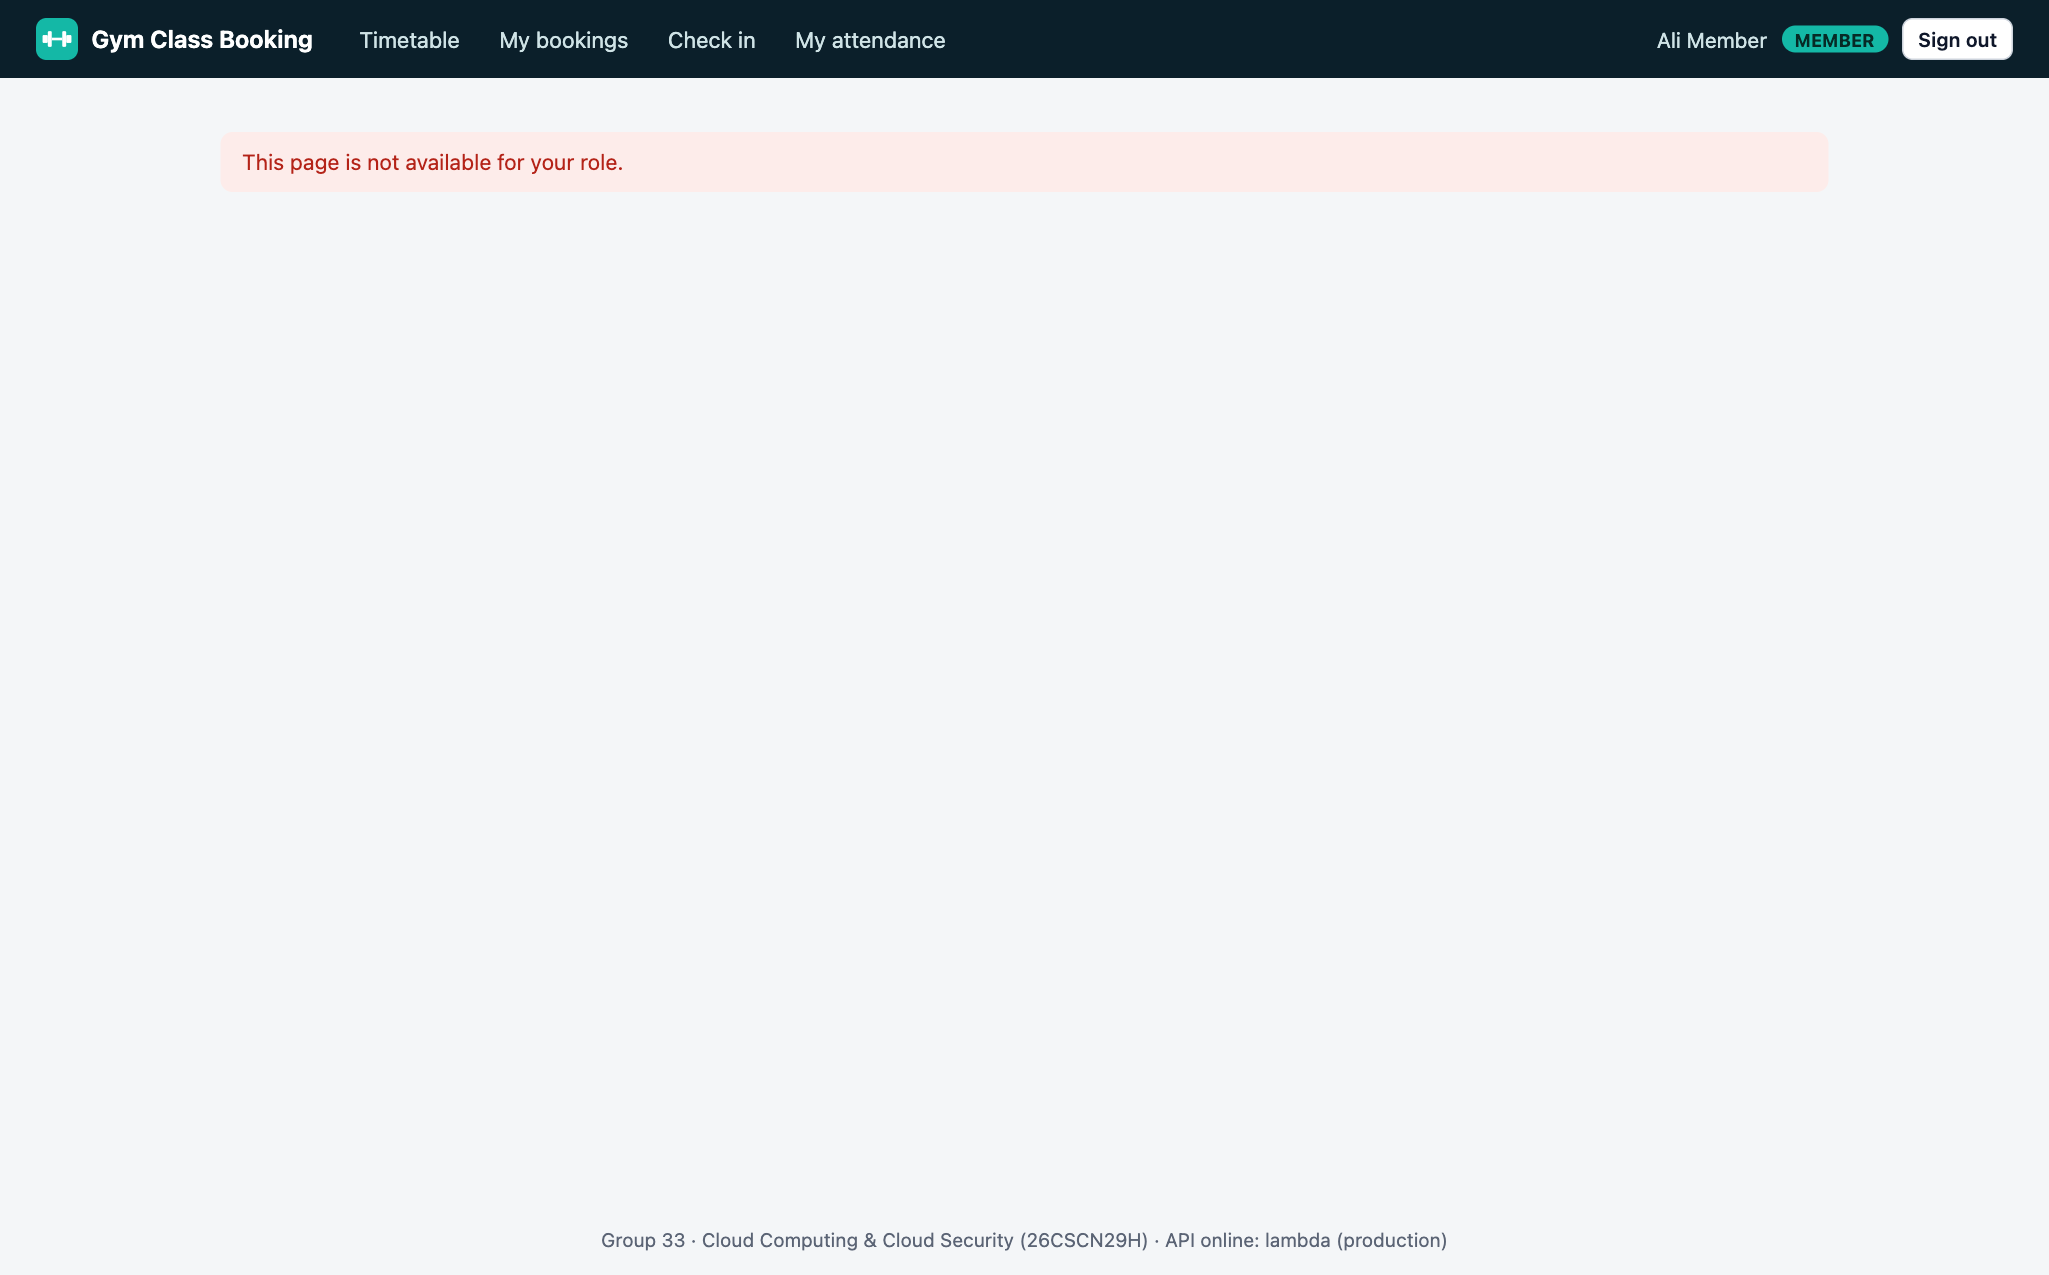 Gym Class Booking Timetable My bookings Check in My attendance Ali Member MEMBER Sign out
This page is not available for your role.
Group 33 · Cloud Computing & Cloud Security (26CSCN29H) · API online: lambda (production)